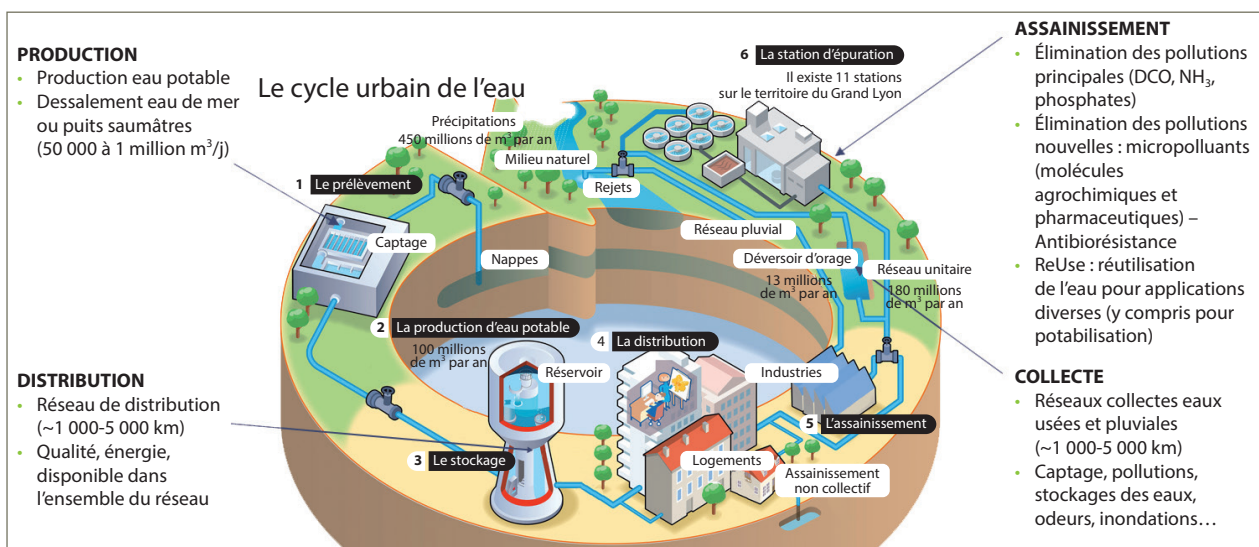 PRODUCTION
• Production eau potable
• Dessalement eau de mer
ou puits saumâtres
(50 000 à 1 million m³/j)
DISTRIBUTION
• Réseau de distribution
(~1 000-5 000 km)
• Qualité, énergie,
disponible dans
l’ensemble du réseau
Le cycle urbain de l’eau
Précipitations
450 millions de m³ par an
1 Le prélèvement
Captage
Nappes
Milieu naturel
Rejets
6 La station d’épuration
Il existe 11 stations
sur le territoire du Grand Lyon
Réseau pluvial
Déversoir d’orage
13 millions
de m³ par an
Réseau unitaire
180 millions
de m³ par an
2 La production d’eau potable
100 millions
de m³ par an
Réservoir
3 Le stockage
4 La distribution
Industries
Logements
5 L’assainissement
Assainissement
non collectif
ASSAINISSEMENT
• Élimination des pollutions
principales (DCO, NH₃,
phosphates)
• Élimination des pollutions
nouvelles : micropolluants
(molécules
agrochimiques et
pharmaceutiques) –
Antibiorésistance
• ReUse : réutilisation
de l’eau pour applications
diverses (y compris pour
potabilisation)
COLLECTE
• Réseaux collectes eaux
usées et pluviales
(~1 000-5 000 km)
• Captage, pollutions,
stockages des eaux,
odeurs, inondations…